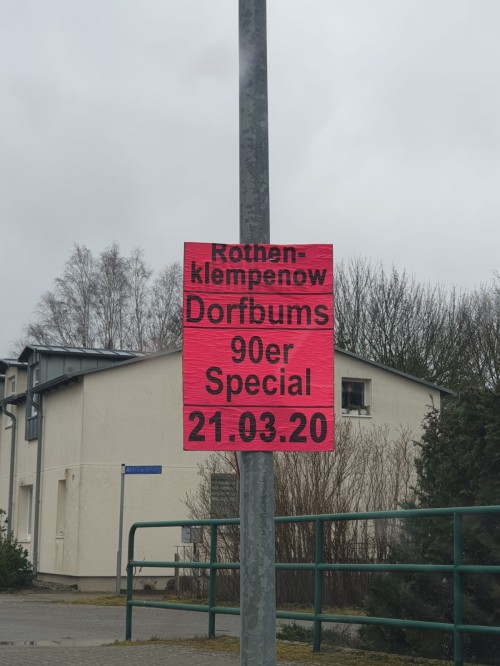 Rothen-
klempenow
Dorfbums
90er
Special
21.03.20